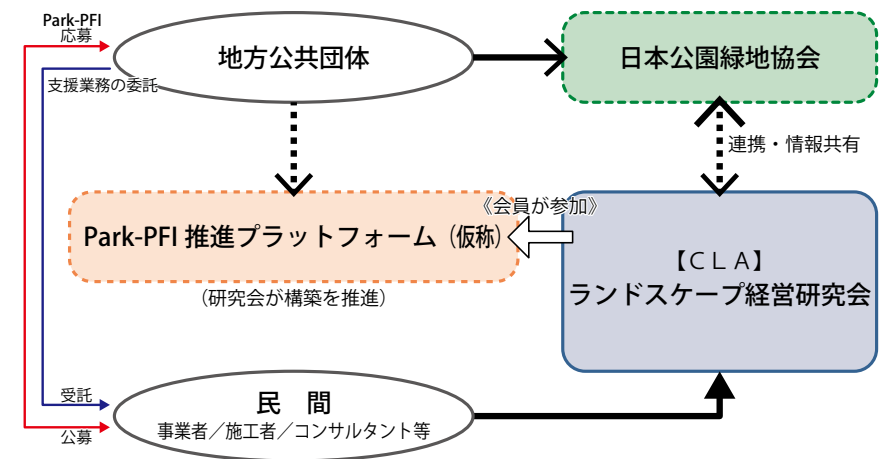 Park-PFI
応募
地方公共団体
日本公園緑地協会
支援業務の委託
連携・情報共有
《会員が参加》
Park-PFI 推進プラットフォーム（仮称）
（研究会が構築を推進）
【ＣＬＡ】
ランドスケープ経営研究会
受託
公募
民　間
事業者／施工者／コンサルタント等